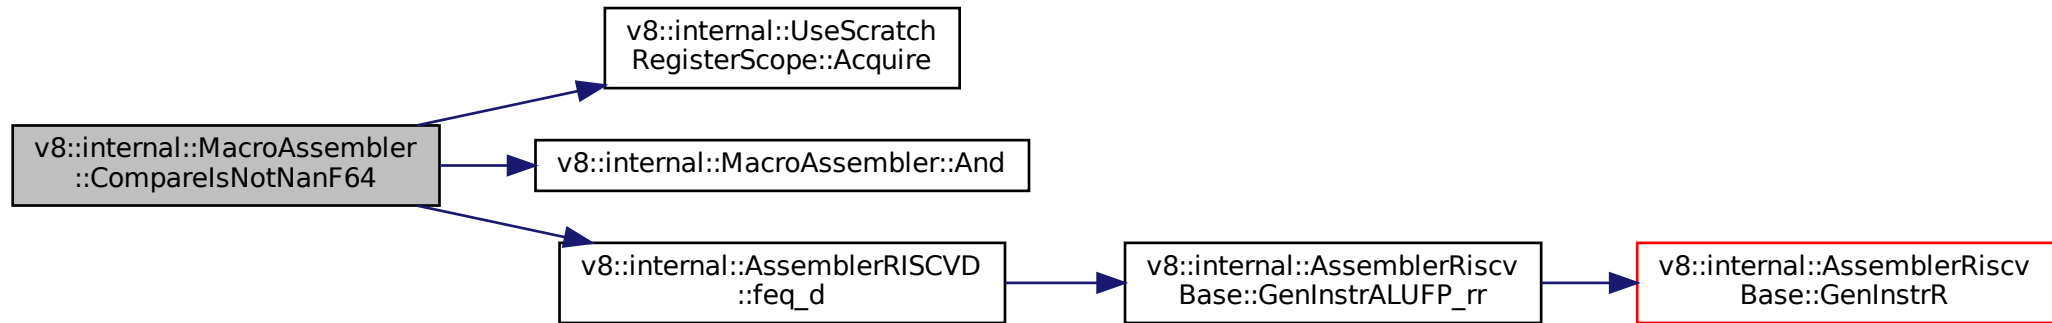 v8::internal::UseScratch
RegisterScope::Acquire
v8::internal::MacroAssembler
::CompareIsNotNanF64
v8::internal::MacroAssembler::And
v8::internal::AssemblerRISCVD
::feq_d
v8::internal::AssemblerRiscv
Base::GenInstrALUFP_rr
v8::internal::AssemblerRiscv
Base::GenInstrR